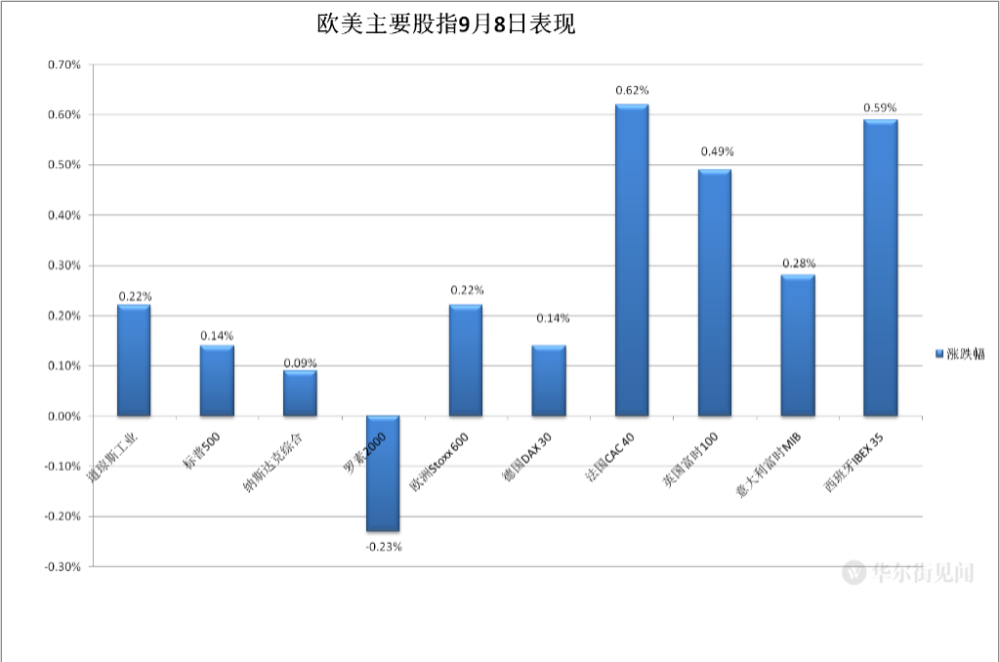 欧美主要股指9月8日表现
0.70%
0.60%
0.50%
0.40%
0.30%
0.20%
0.10%
0.00%
-0.10%
-0.20%
-0.30%
0.22%
0.14%
0.09%
-0.23%
0.22%
0.14%
0.62%
0.49%
0.28%
0.59%
道琼斯工业
标普500
纳斯达克综合
罗素2000
欧洲Stoxx 600
德国DAX 30
法国CAC 40
英国富时100
意大利富时MIB
西班牙IBEX 35
涨跌幅
华尔街见闻